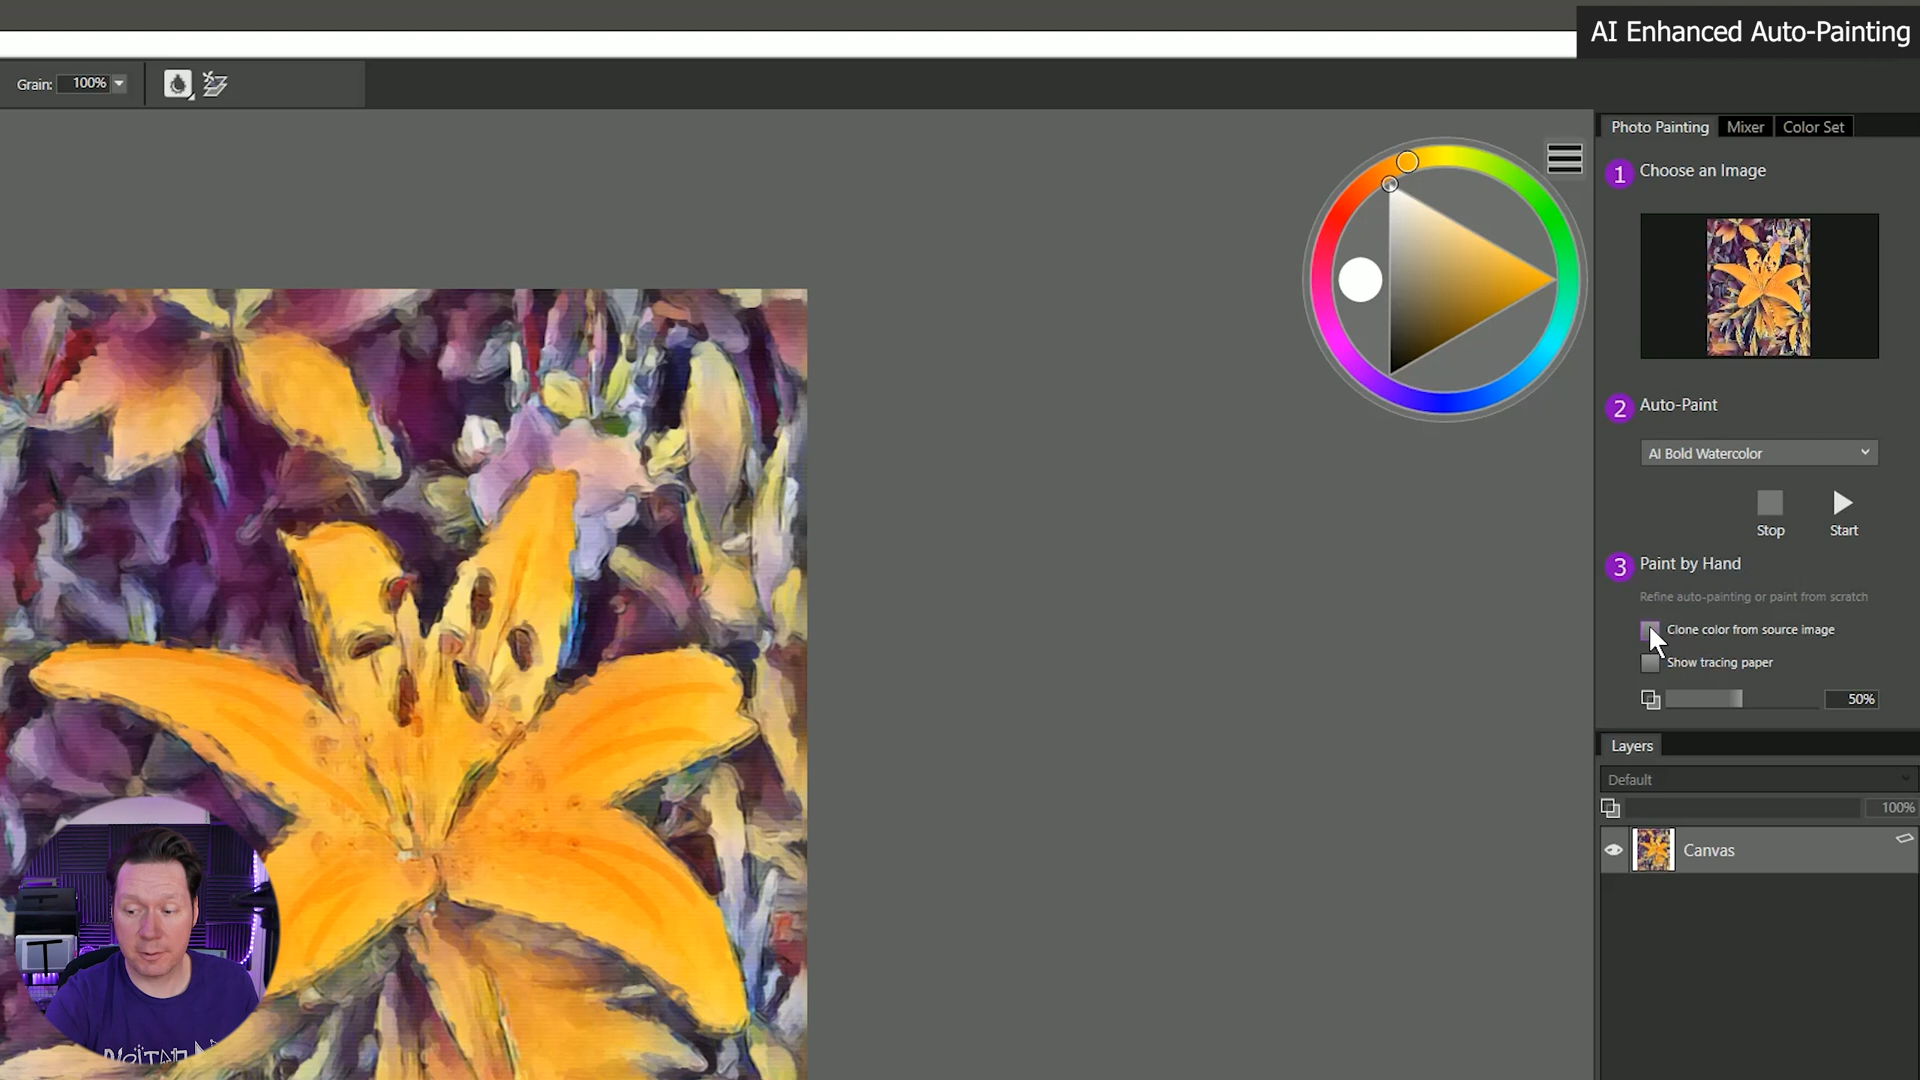 AI Enhanced Auto-Painting
Grain: 100%
Photo Painting Mixer Color Set
1 Choose an Image
2 Auto-Paint
AI Bold Watercolor
Stop Start
3 Paint by Hand
Refine auto-painting or paint from scratch
Clone color from source image
Show tracing paper
50%
Layers
Default
100%
Canvas